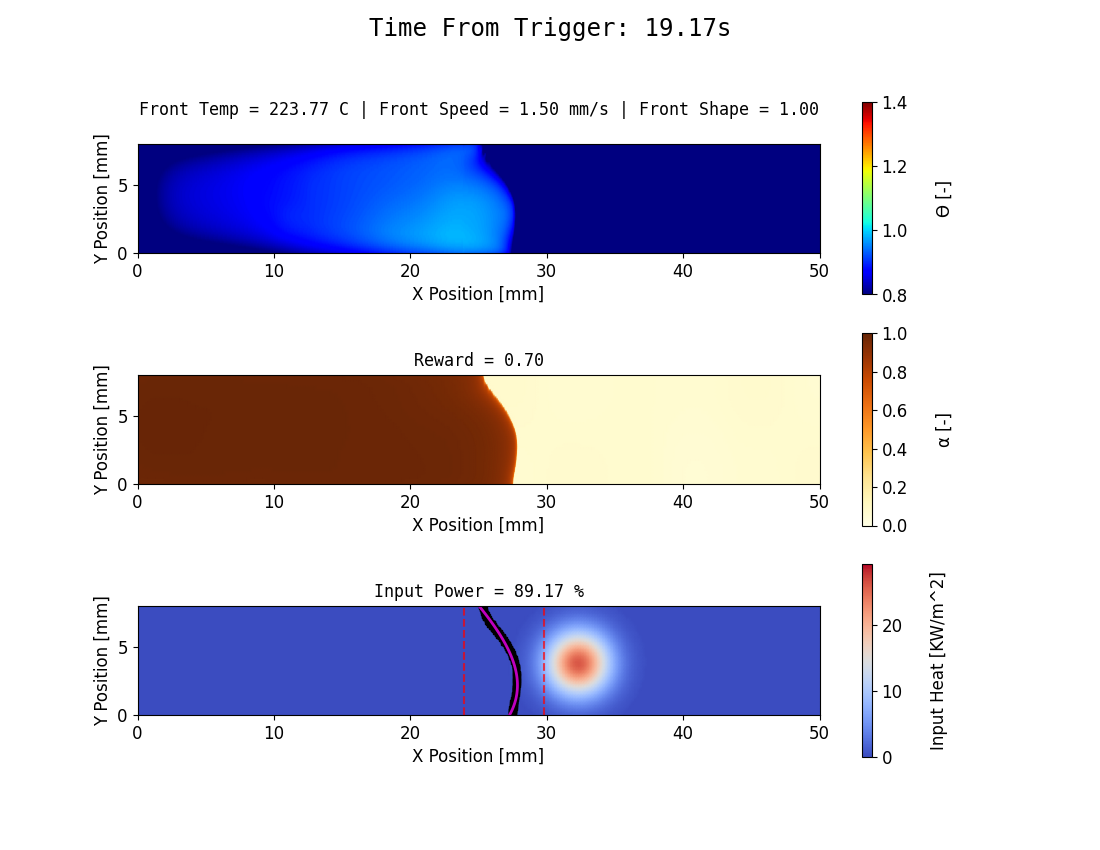 Time From Trigger: 19.17s
Front Temp = 223.77 C | Front Speed = 1.50 mm/s | Front Shape = 1.00
Y Position [mm]
5
0
0 10 20 30 40 50
X Position [mm]
1.4
1.2
1.0
0.8
Θ [-]
Reward = 0.70
Y Position [mm]
5
0
0 10 20 30 40 50
X Position [mm]
1.0
0.8
0.6
0.4
0.2
0.0
α [-]
Input Power = 89.17 %
Y Position [mm]
5
0
0 10 20 30 40 50
X Position [mm]
20
10
0
Input Heat [KW/m^2]